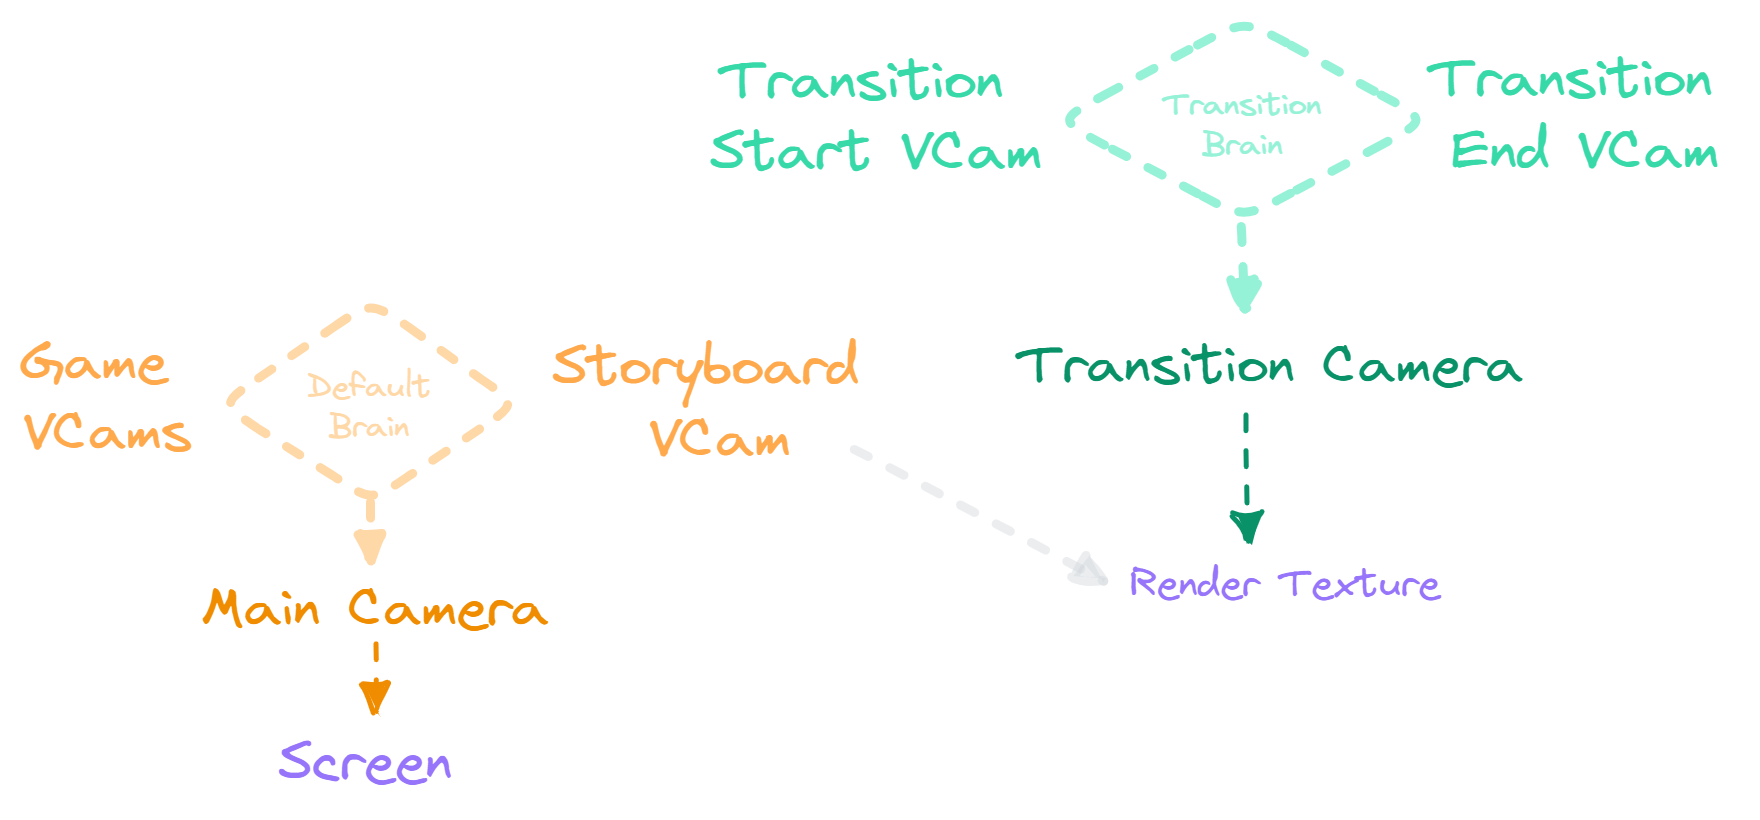 Transition
Start VCam
Transition
Brain
Transition
End VCam
Game
VCams
Default
Brain
Storyboard
VCam
Transition Camera
Main Camera
Render Texture
Screen